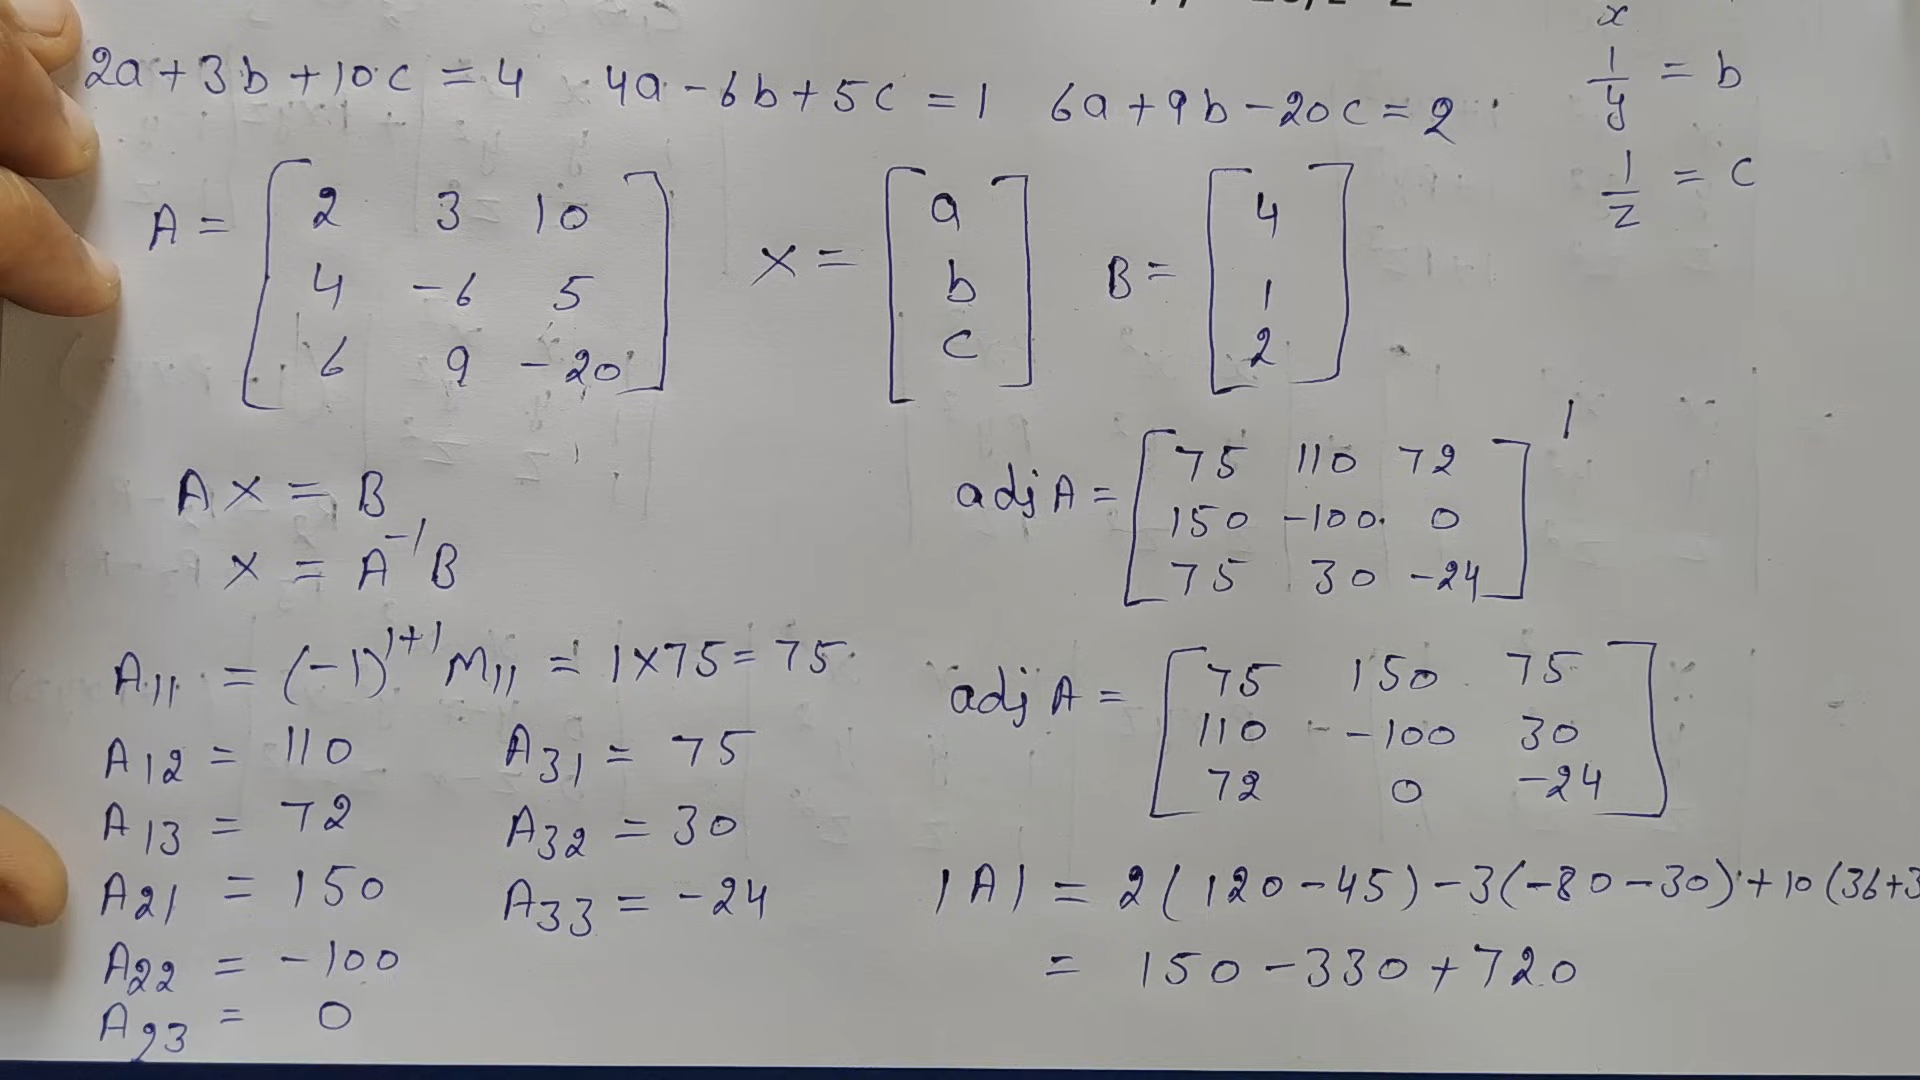 x
2a + 3b + 10c = 4 4a - 6b + 5c = 1 6a + 9b - 20c = 2
1/y = b
1/z = c
A = [ 2 3 10
4 -6 5
6 9 -20 ]
X = [ a
b
c ]
B = [ 4
1
2 ]
AX = B
X = A^-1 B
adj A = [ 75 110 72
150 -100 0
75 30 -24 ]
A11 = (-1)^1+1 M11 = 1×75 = 75
A12 = 110
A13 = 72
A21 = 150
A22 = -100
A23 = 0
A31 = 75
A32 = 30
A33 = -24
adj A = [ 75 150 75
110 -100 30
72 0 -24 ]
|A| = 2(120-45) -3(-80-30) +10(36+3
= 150 - 330 + 720